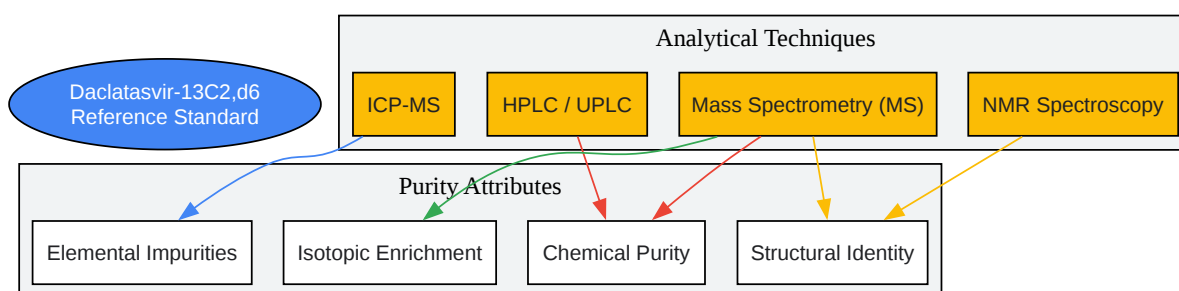 Analytical Techniques
Daclatasvir-13C2,d6
Reference Standard
ICP-MS
HPLC / UPLC
Mass Spectrometry (MS)
NMR Spectroscopy
Purity Attributes
Elemental Impurities
Isotopic Enrichment
Chemical Purity
Structural Identity